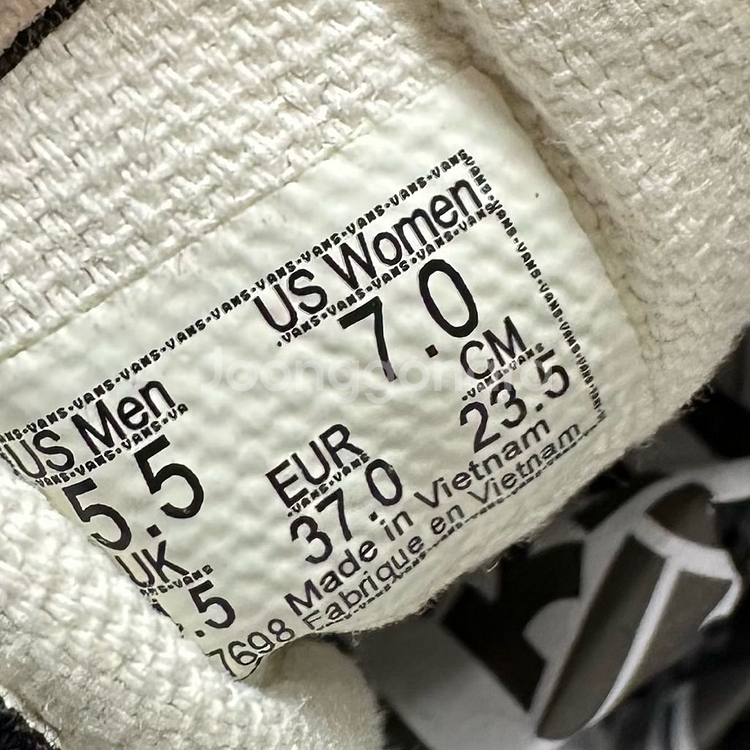 US Men US Women
5.5 7.0
UK EUR CM
.5 37.0 23.5
7698 Made in Vietnam
Fabrique en Vietnam